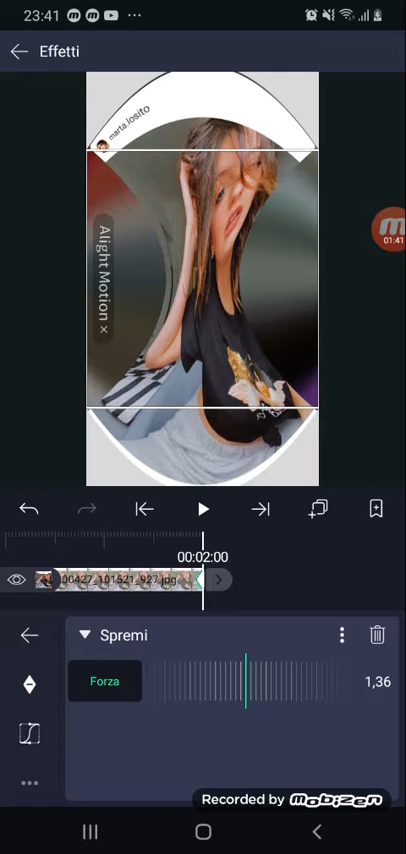 23:41
Effetti
marta.losito
Alight Motion ×
01:41
00:02:00
00427_101521_927.jpg
Spremi
Forza
1,36
Recorded by mobizen